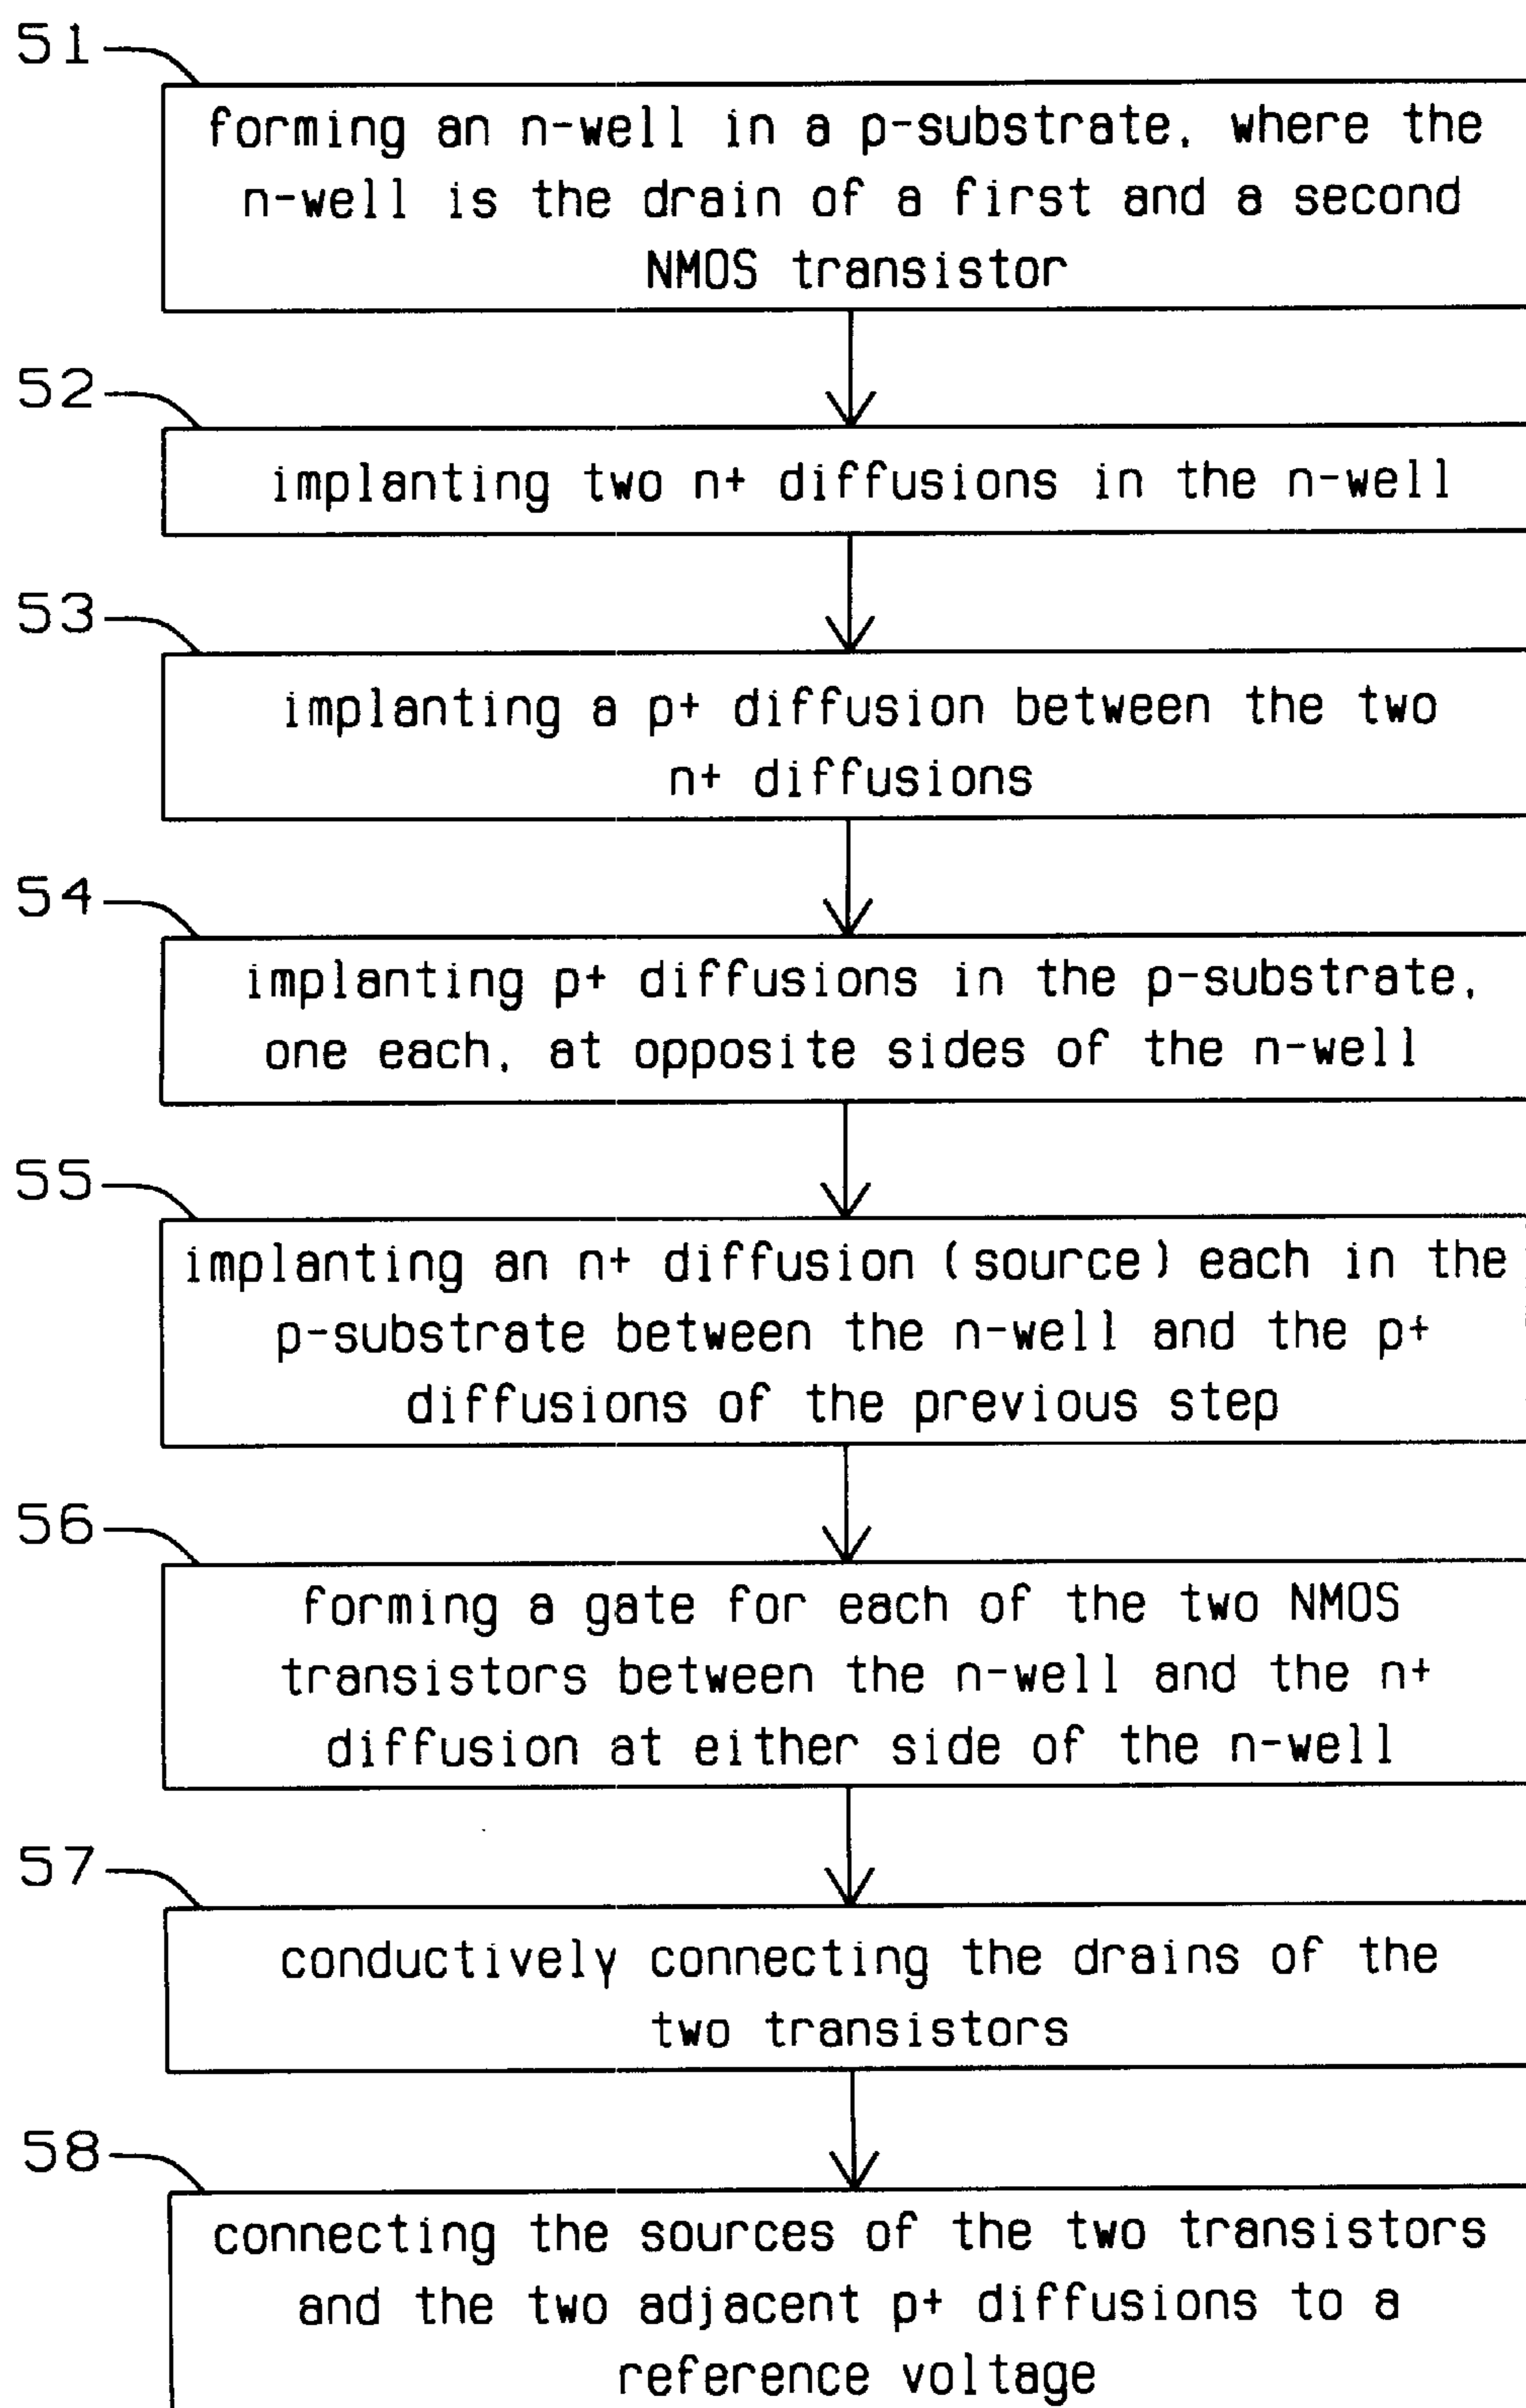 51
forming an n-well in a p-substrate, where the
n-well is the drain of a first and a second
NMOS transistor
52
implanting two n+ diffusions in the n-well
53
implanting a p+ diffusion between the two
n+ diffusions
54
implanting p+ diffusions in the p-substrate,
one each, at opposite sides of the n-well
55
implanting an n+ diffusion (source) each in the
p-substrate between the n-well and the p+
diffusions of the previous step
56
forming a gate for each of the two NMOS
transistors between the n-well and the n+
diffusion at either side of the n-well
57
conductively connecting the drains of the
two transistors
58
connecting the sources of the two transistors
and the two adjacent p+ diffusions to a
reference voltage